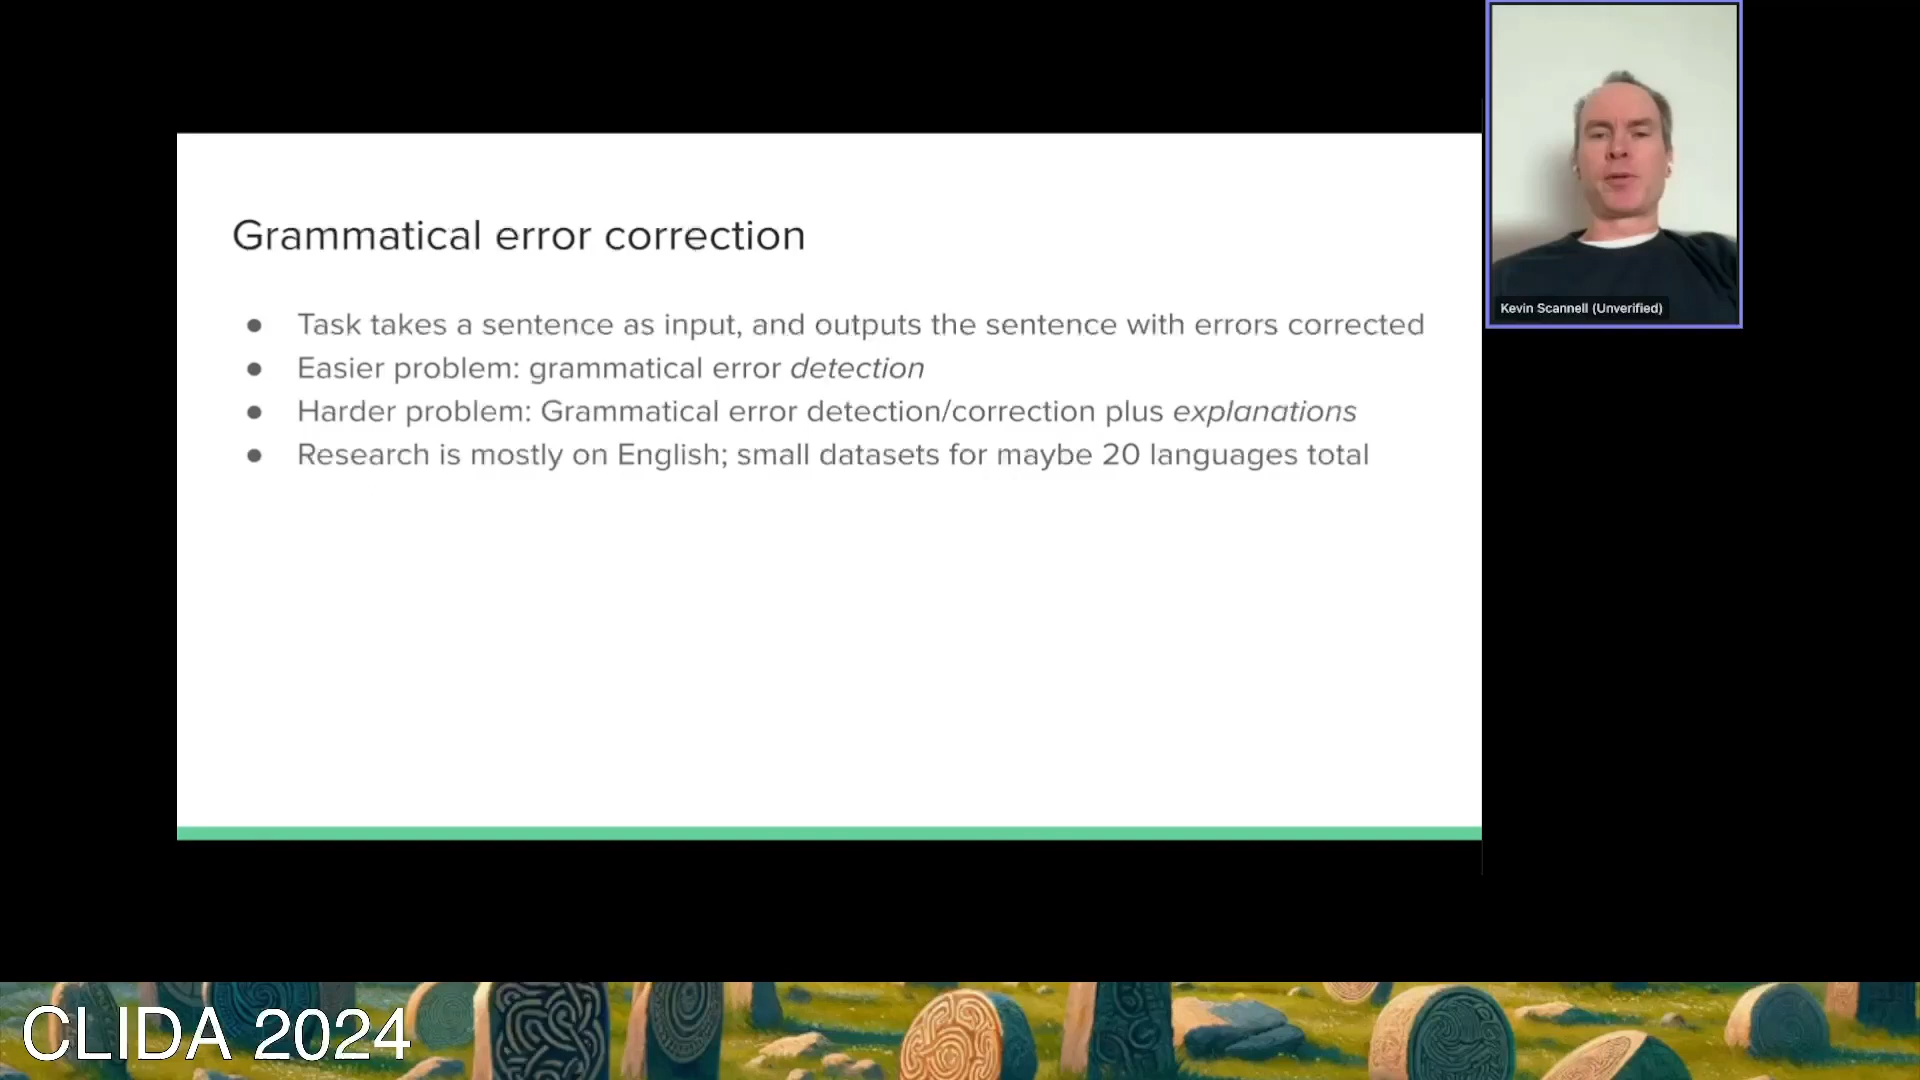 Grammatical error correction
● Task takes a sentence as input, and outputs the sentence with errors corrected
● Easier problem: grammatical error detection
● Harder problem: Grammatical error detection/correction plus explanations
● Research is mostly on English; small datasets for maybe 20 languages total
Kevin Scannell (Unverified)
CLIDA 2024